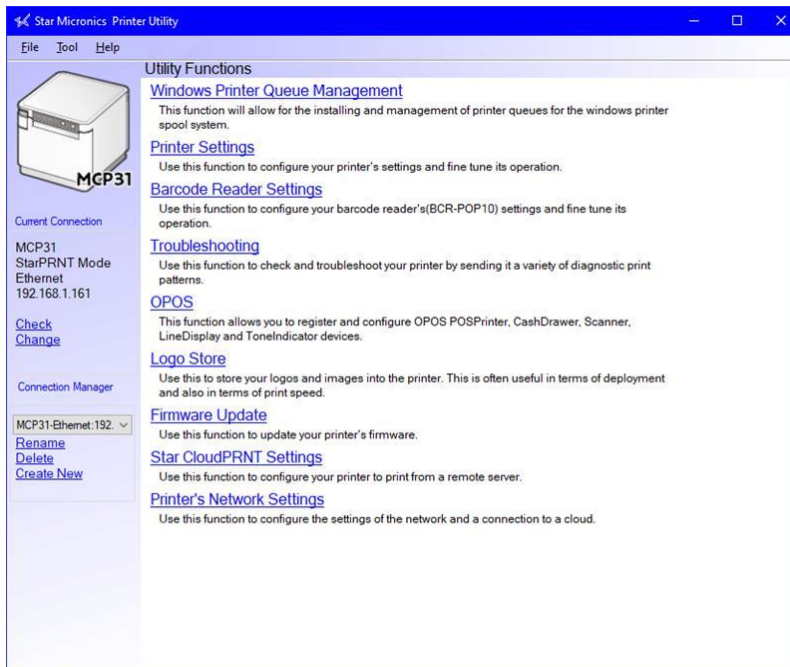 Star Micronics Printer Utility
File Tool Help
MCP31
Current Connection
MCP31
StarPRNT Mode
Ethernet
192.168.1.161
Check
Change
Connection Manager
MCP31-Ethernet:192.
Rename
Delete
Create New
Utility Functions
Windows Printer Queue Management
This function will allow for the installing and management of printer queues for the windows printer
spool system.
Printer Settings
Use this function to configure your printer's settings and fine tune its operation.
Barcode Reader Settings
Use this function to configure your barcode reader's(BCR-POP10) settings and fine tune its
operation.
Troubleshooting
Use this function to check and troubleshoot your printer by sending it a variety of diagnostic print
patterns.
OPOS
This function allows you to register and configure OPOS POSPrinter, CashDrawer, Scanner,
LineDisplay and ToneIndicator devices.
Logo Store
Use this to store your logos and images into the printer. This is often useful in terms of deployment
and also in terms of print speed.
Firmware Update
Use this function to update your printer's firmware.
Star CloudPRNT Settings
Use this function to configure your printer to print from a remote server.
Printer's Network Settings
Use this function to configure the settings of the network and a connection to a cloud.